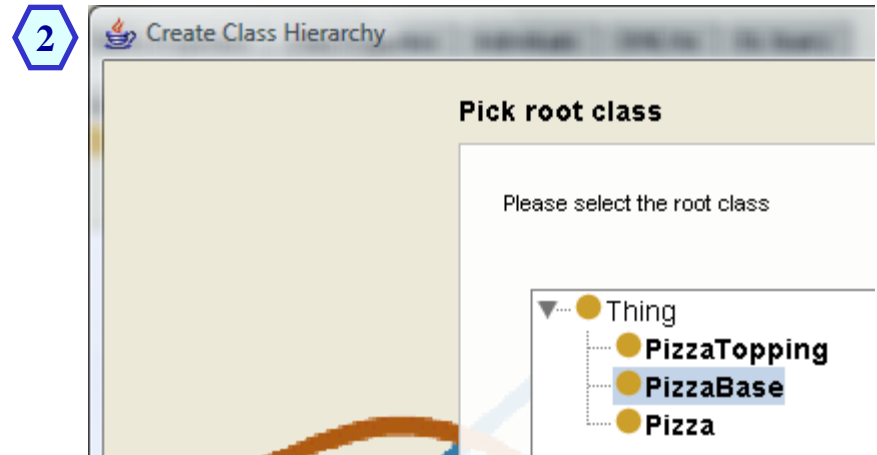 2
Create Class Hierarchy
Pick root class
Please select the root class
Thing
PizzaTopping
PizzaBase
Pizza